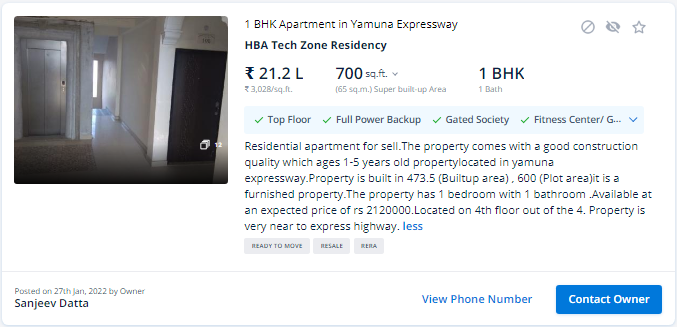 1 BHK Apartment in Yamuna Expressway
HBA Tech Zone Residency
₹ 21.2 L
₹ 3,028/sq.ft.
700 sq.ft.
(65 sq.m.) Super built-up Area
1 BHK
1 Bath
12
Top Floor Full Power Backup Gated Society Fitness Center/ G...
Residential apartment for sell.The property comes with a good construction
quality which ages 1-5 years old propertylocated in yamuna
expressway.Property is built in 473.5 (Builtup area) , 600 (Plot area)it is a
furnished property.The property has 1 bedroom with 1 bathroom .Available at
an expected price of rs 2120000.Located on 4th floor out of the 4. Property is
very near to express highway. less
READY TO MOVE RESALE RERA
Posted on 27th Jan, 2022 by Owner
Sanjeev Datta
View Phone Number
Contact Owner